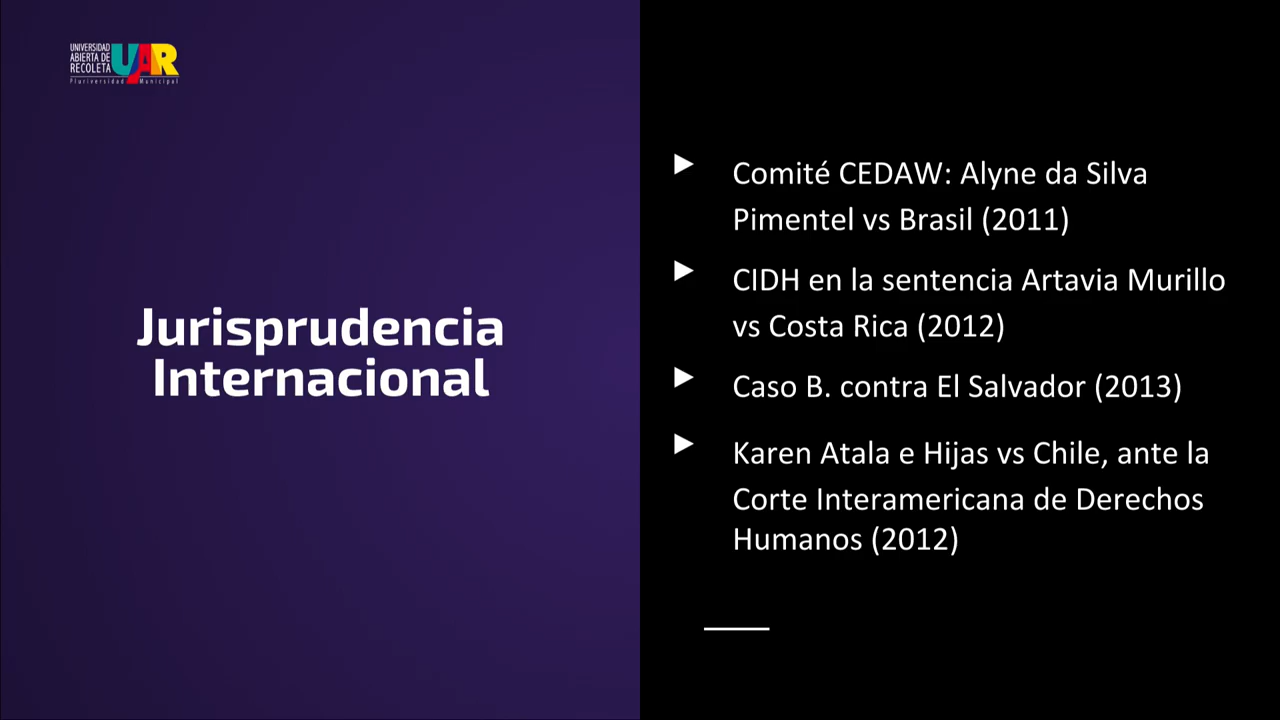 UNIVERSIDAD
ABIERTA DE
RECOLETA
UAR
Pluriversidad Municipal
Jurisprudencia
Internacional
Comité CEDAW: Alyne da Silva
Pimentel vs Brasil (2011)
CIDH en la sentencia Artavia Murillo
vs Costa Rica (2012)
Caso B. contra El Salvador (2013)
Karen Atala e Hijas vs Chile, ante la
Corte Interamericana de Derechos
Humanos (2012)